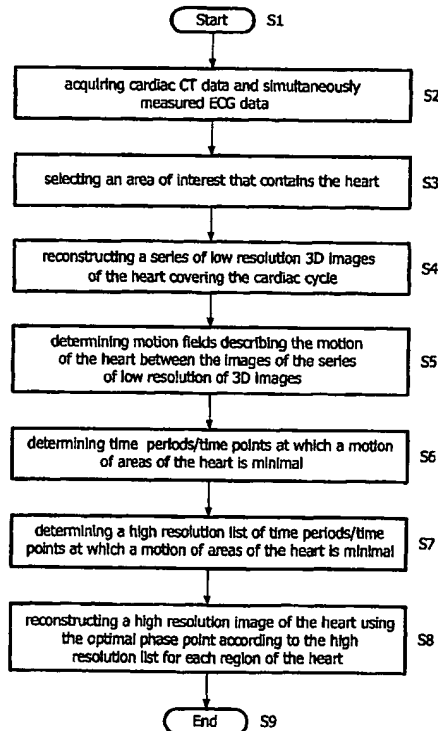 Start S1
acquiring cardiac CT data and simultaneously
measured ECG data
S2
selecting an area of interest that contains the heart S3
reconstructing a series of low resolution 3D images
of the heart covering the cardiac cycle
S4
determining motion fields describing the motion
of the heart between the images of the series
of low resolution of 3D images
S5
determining time periods/time points at which a motion
of areas of the heart is minimal
S6
determining a high resolution list of time periods/time
points at which a motion of areas of the heart is minimal
S7
reconstructing a high resolution image of the heart using
the optimal phase point according to the high
resolution list for each region of the heart
S8
End S9